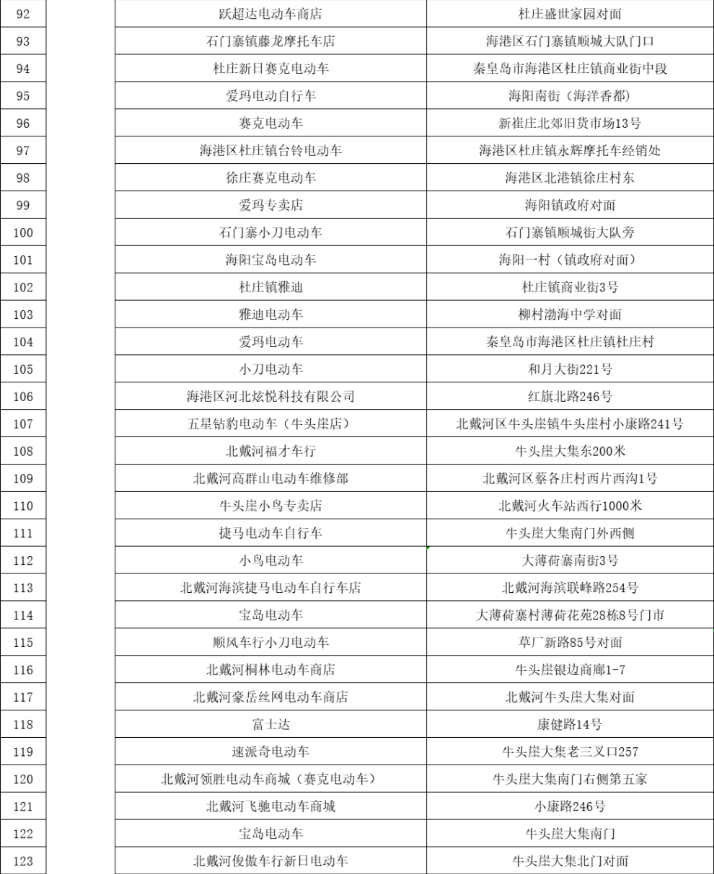 92 跃超达电动车商店 杜庄盛世家园对面
93 石门寨镇藤龙摩托车店 海港区石门寨镇顺城大队门口
94 杜庄新日赛克电动车 秦皇岛市海港区杜庄镇商业街中段
95 爱玛电动自行车 海阳南街（海洋香都)
96 赛克电动车 新崔庄北郊旧货市场13号
97 海港区杜庄镇台铃电动车 海港区杜庄镇永辉摩托车经销处
98 徐庄赛克电动车 海港区北港镇徐庄村东
99 爱玛专卖店 海阳镇政府对面
100 石门寨小刀电动车 石门寨镇顺城街大队旁
101 海阳宝岛电动车 海阳一村（镇政府对面）
102 杜庄镇雅迪 杜庄镇商业街3号
103 雅迪电动车 柳村渤海中学对面
104 爱玛电动车 秦皇岛市海港区杜庄镇杜庄村
105 小刀电动车 和月大街221号
106 海港区河北炫悦科技有限公司 红旗北路246号
107 五星钻豹电动车（牛头崖店） 北戴河区牛头崖镇牛头崖村小康路241号
108 北戴河福才车行 牛头崖大集东200米
109 北戴河高群山电动车维修部 北戴河区蔡各庄村西片西沟1号
110 牛头崖小鸟专卖店 北戴河火车站西行1000米
111 捷马电动车自行车 牛头崖大集南门外西侧
112 小鸟电动车 大薄荷寨南街3号
113 北戴河海滨捷马电动车自行车店 北戴河海滨联峰路254号
114 宝岛电动车 大薄荷寨村薄荷花苑28栋8号门市
115 顺风车行小刀电动车 草厂新路85号对面
116 北戴河桐林电动车商店 牛头崖银边商廊1-7
117 北戴河豪岳丝网电动车商店 北戴河牛头崖大集对面
118 富士达 康健路14号
119 速派奇电动车 牛头崖大集老三叉口257
120 北戴河领胜电动车商城（赛克电动车） 牛头崖大集南门右侧第五家
121 北戴河飞驰电动车商城 小康路246号
122 宝岛电动车 牛头崖大集南门
123 北戴河俊傲车行新日电动车 牛头崖大集北门对面